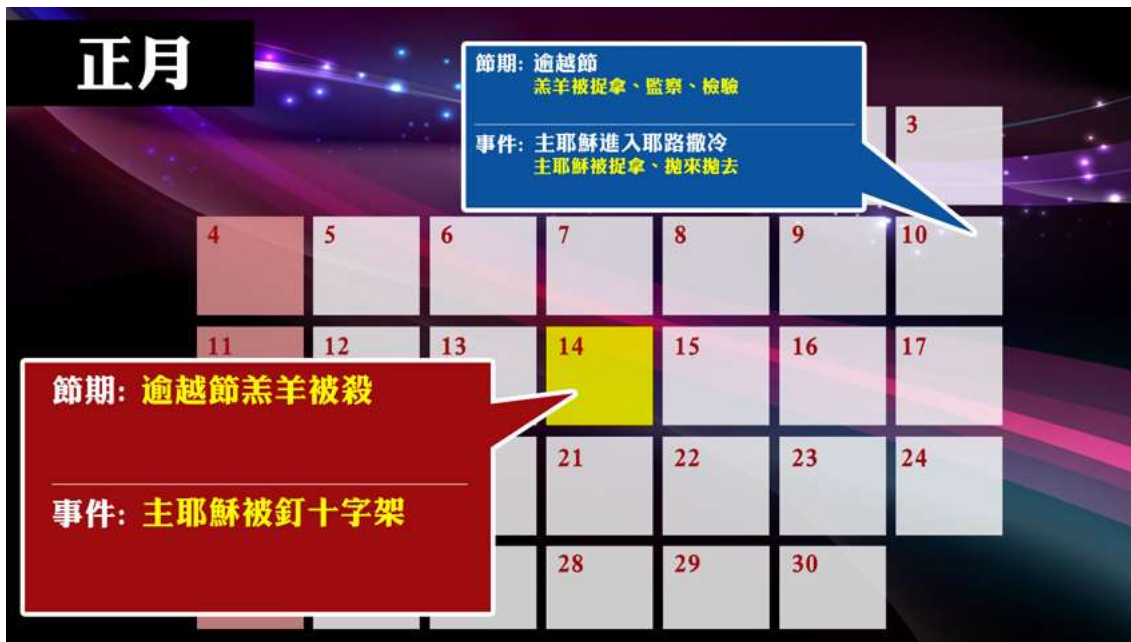 正月
節期: 逾越節
羔羊被捉拿、監察、檢驗
事件: 主耶穌進入耶路撒冷
主耶穌被捉拿、拋來拋去
3
4 5 6 7 8 9 10
11 12 13 14 15 16 17
節期: 逾越節羔羊被殺
21 22 23 24
事件: 主耶穌被釘十字架
28 29 30